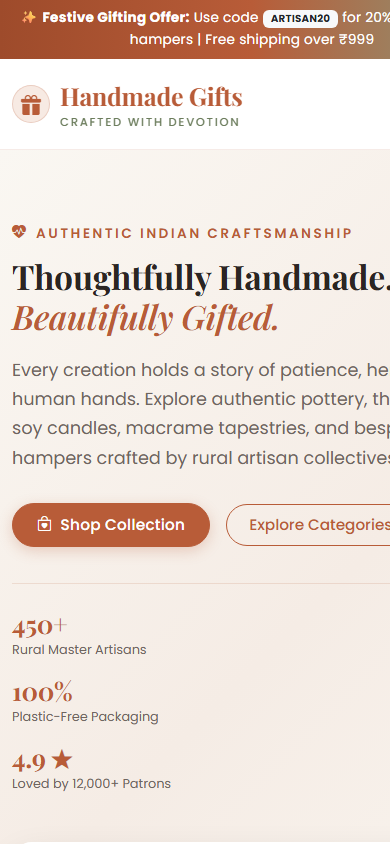 ✨ Festive Gifting Offer: Use code ARTISAN20 for 20%
hampers | Free shipping over ₹999
Handmade Gifts
CRAFTED WITH DEVOTION
AUTHENTIC INDIAN CRAFTSMANSHIP
Thoughtfully Handmade.
Beautifully Gifted.
Every creation holds a story of patience,
human hands. Explore authentic pottery,
soy candles, macrame tapestries, and
hampers crafted by rural artisan collectives
Shop Collection
Explore Categories
450+
Rural Master Artisans
100%
Plastic-Free Packaging
4.9 ★
Loved by 12,000+ Patrons